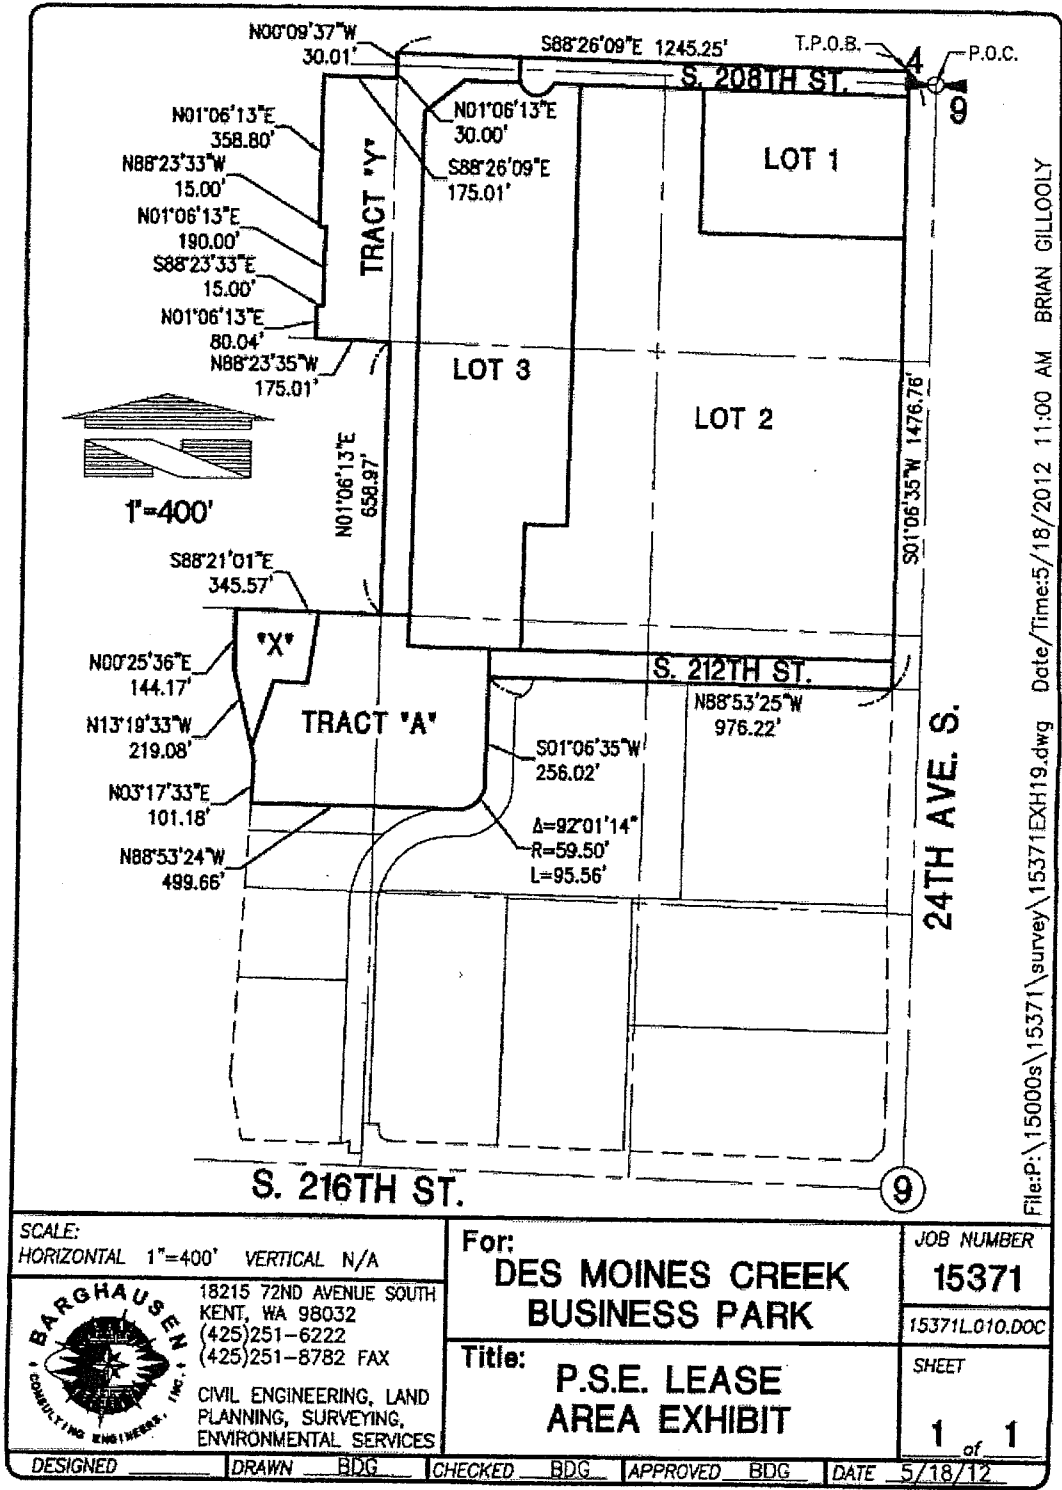 N00°09'37"W
30.01'
S88°26'09"E 1245.25'
T.P.O.B.
4
P.O.C.
9
S. 208TH ST.
N01°06'13"E
30.00'
S88°26'09"E
175.01'
N01°06'13"E
358.80'
N88°23'33"W
15.00'
N01°06'13"E
190.00'
S88°23'33"E
15.00'
N01°06'13"E
80.04'
N88°23'35"W
175.01'
TRACT "Y"
LOT 1
LOT 3
LOT 2
1"=400'
N01°06'13"E
658.97'
S01°06'35"W 1476.76'
S88°21'01"E
345.57'
"X"
N00°25'36"E
144.17'
N13°19'33"W
219.08'
N03°17'33"E
101.18'
N88°53'24"W
499.66'
TRACT "A"
S. 212TH ST.
N88°53'25"W
976.22'
S01°06'35"W
256.02'
Δ=92°01'14"
R=59.50'
L=95.56'
24TH AVE. S.
S. 216TH ST.
9
File:P:\15000s\15371\survey\15371EXH19.dwg Date/Time:5/18/2012 11:00 AM BRIAN GILLOOLY
SCALE:
HORIZONTAL 1"=400' VERTICAL N/A
BARGHAUSEN
CONSULTING ENGINEERS, INC.
18215 72ND AVENUE SOUTH
KENT, WA 98032
(425)251-6222
(425)251-8782 FAX
CIVIL ENGINEERING, LAND
PLANNING, SURVEYING,
ENVIRONMENTAL SERVICES
For:
DES MOINES CREEK
BUSINESS PARK
Title:
P.S.E. LEASE
AREA EXHIBIT
JOB NUMBER
15371
15371L.010.DOC
SHEET
1 of 1
DESIGNED DRAWN BDG CHECKED BDG APPROVED BDG DATE 5/18/12